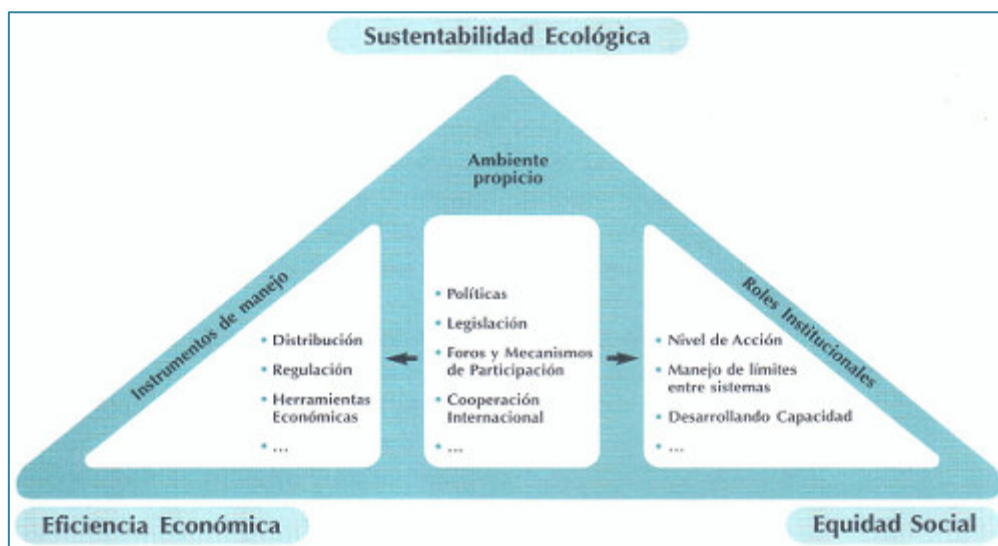 Sustentabilidad Ecológica
Ambiente
propicio
Instrumentos de manejo
• Distribución
• Regulación
• Herramientas
Económicas
• ...
• Políticas
• Legislación
• Foros y Mecanismos
de Participación
• Cooperación
Internacional
• ...
Roles Institucionales
• Nivel de Acción
• Manejo de límites
entre sistemas
• Desarrollando Capacidad
• ...
Eficiencia Económica
Equidad Social